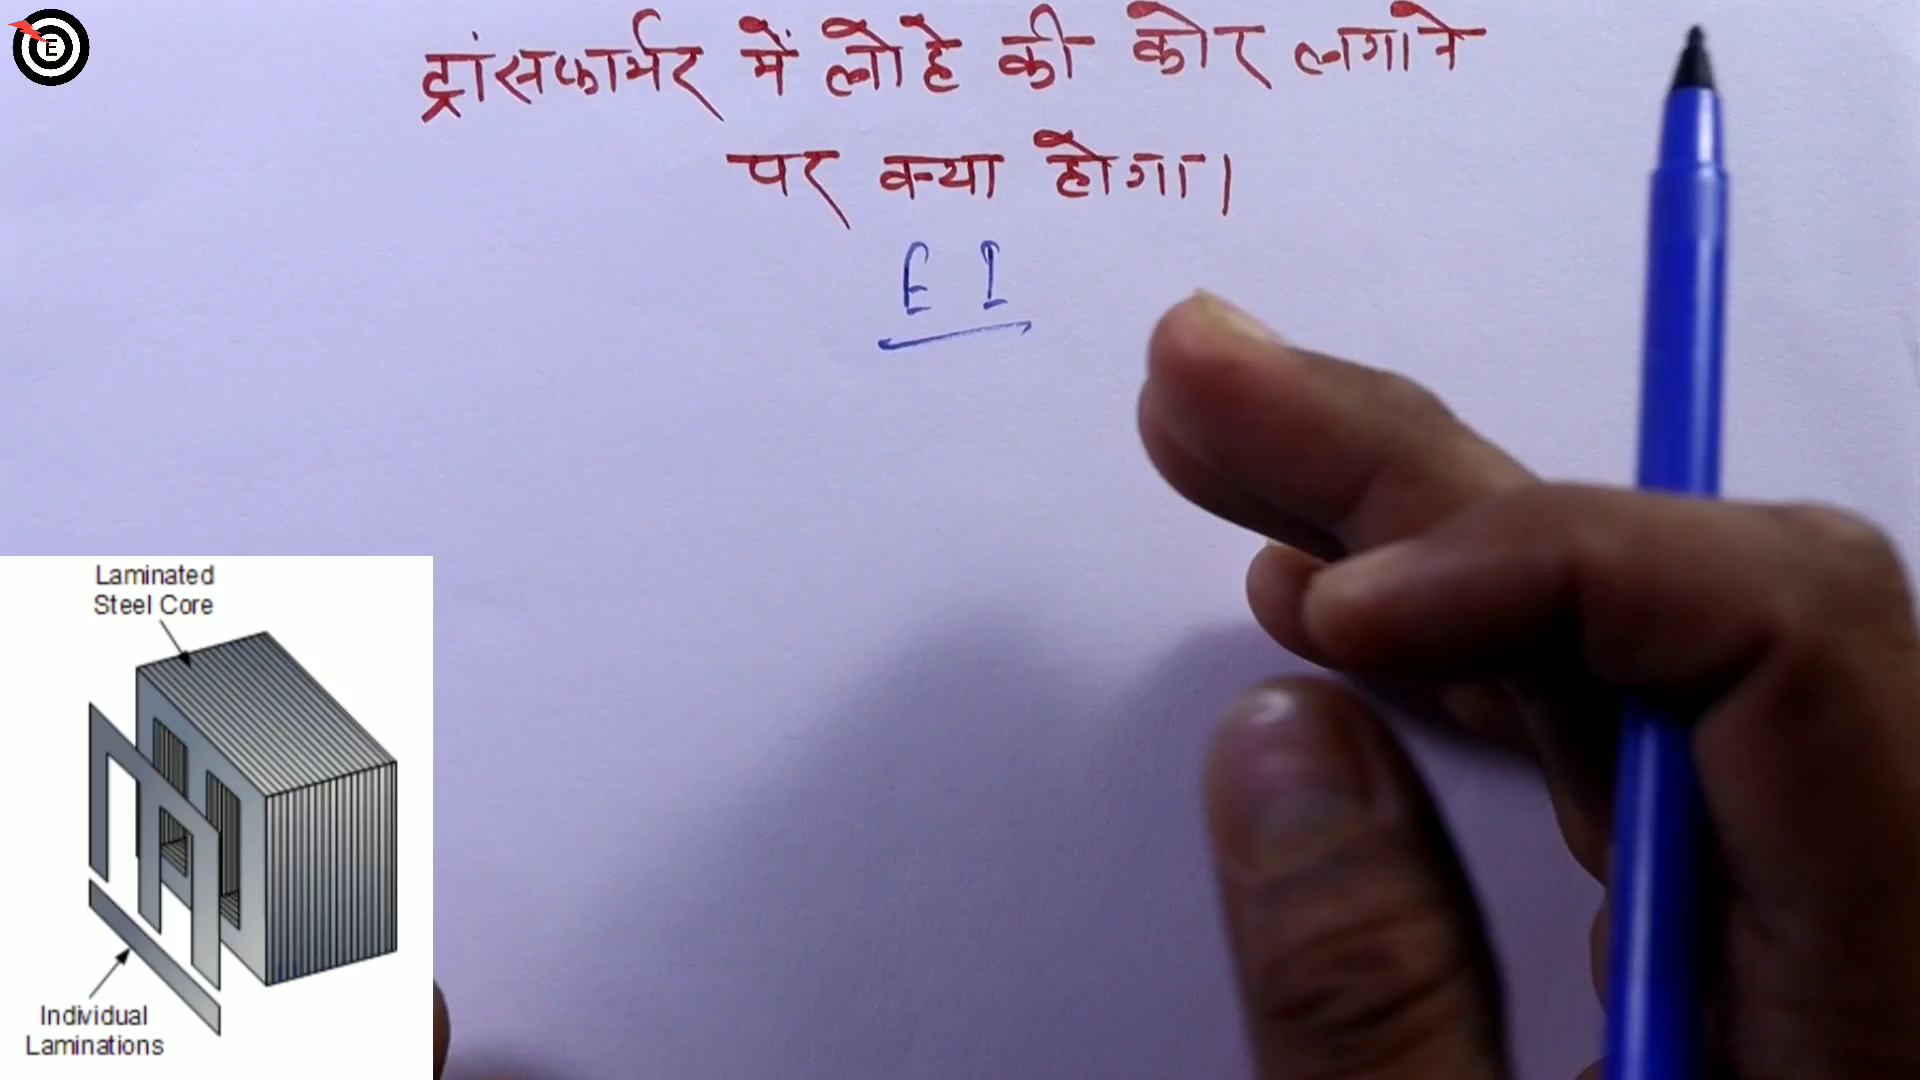 E
ट्रांसफार्मर में लोहे की कोर लगाने
पर क्या होगा।
E I
Laminated
Steel Core
Individual
Laminations